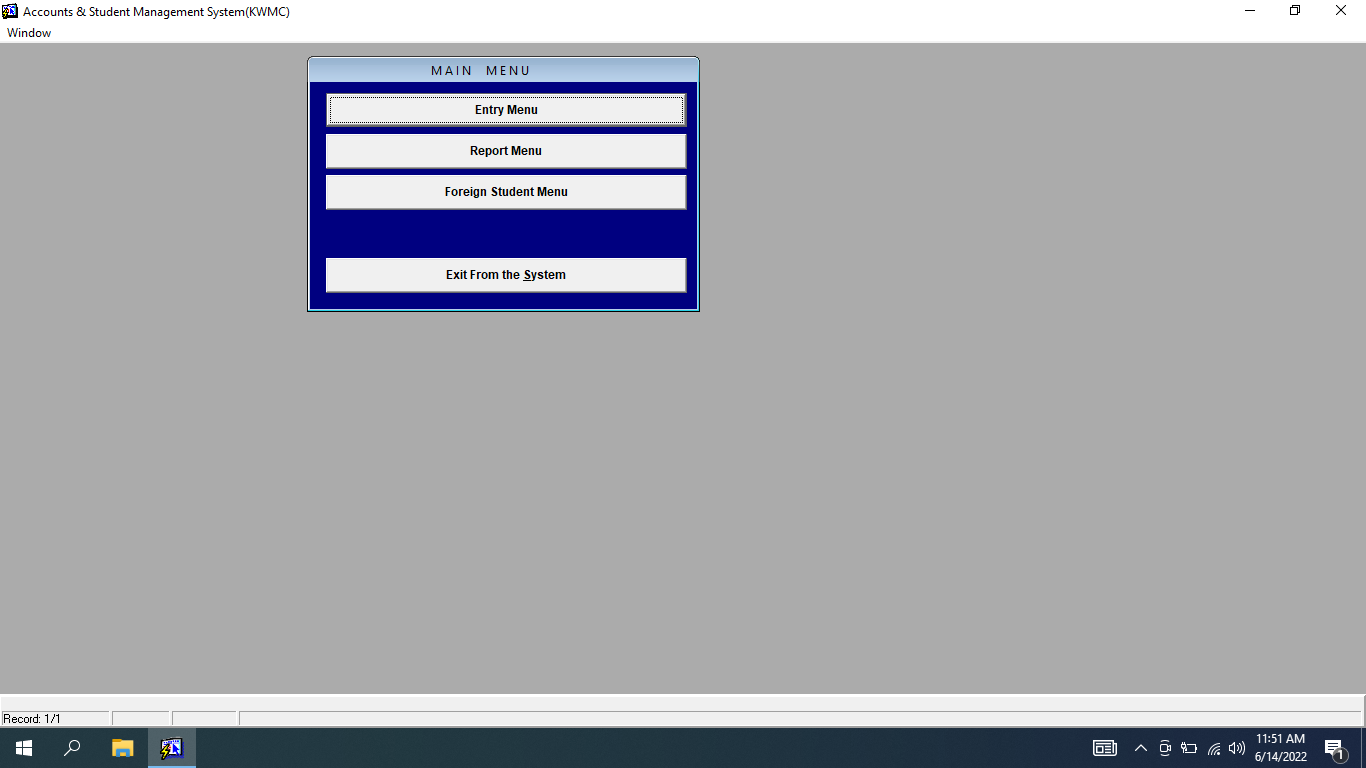 Accounts & Student Management System(KWMC)
Window
MAIN MENU
Entry Menu
Report Menu
Foreign Student Menu
Exit From the System
Record: 1/1
11:51 AM
6/14/2022
1